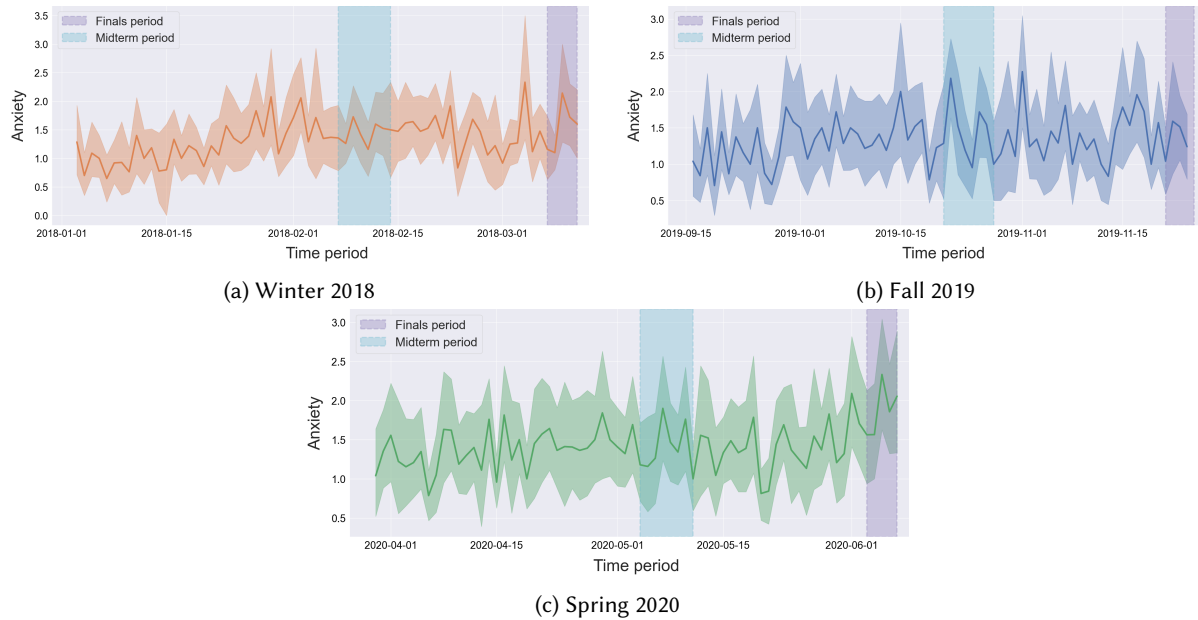 Finals period
Midterm period
3.5
3.0
2.5
2.0
1.5
1.0
0.5
0.0
Anxiety
2018-01-01 2018-01-15 2018-02-01 2018-02-15 2018-03-01
Time period
(a) Winter 2018
Finals period
Midterm period
3.0
2.5
2.0
1.5
1.0
0.5
Anxiety
2019-09-15 2019-10-01 2019-10-15 2019-11-01 2019-11-15
Time period
(b) Fall 2019
Finals period
Midterm period
3.0
2.5
2.0
1.5
1.0
0.5
Anxiety
2020-04-01 2020-04-15 2020-05-01 2020-05-15 2020-06-01
Time period
(c) Spring 2020